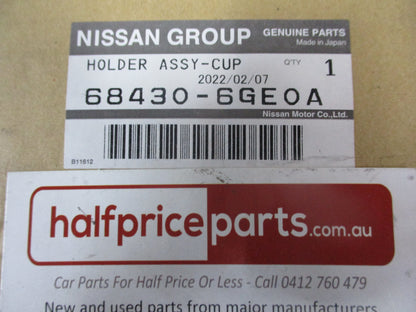 NISSAN GROUP GENUINE PARTS
Made in Japan
HOLDER ASSY-CUP Q'TY 1
2022/02/07
68430-6GE0A
Nissan Motor Co.,Ltd.
B11612
halfpriceparts.com.au
Car Parts For Half Price Or Less - Call 0412 760 479
New and used parts from major manufacturers